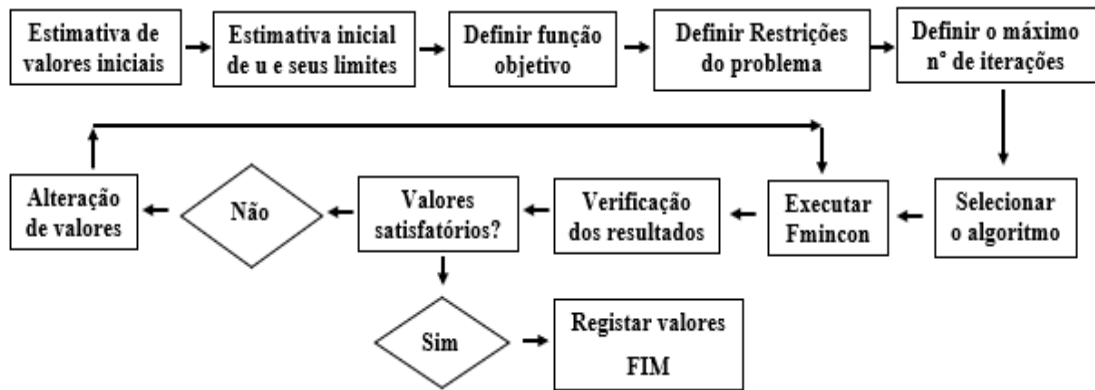 Estimativa de
valores iniciais
Estimativa inicial
de u e seus limites
Definir função
objetivo
Definir Restrições
do problema
Definir o máximo
n° de iterações
Selecionar
o algoritmo
Executar
Fmincon
Verificação
dos resultados
Valores
satisfatórios?
Não
Alteração
de valores
Sim
Registar valores
FIM